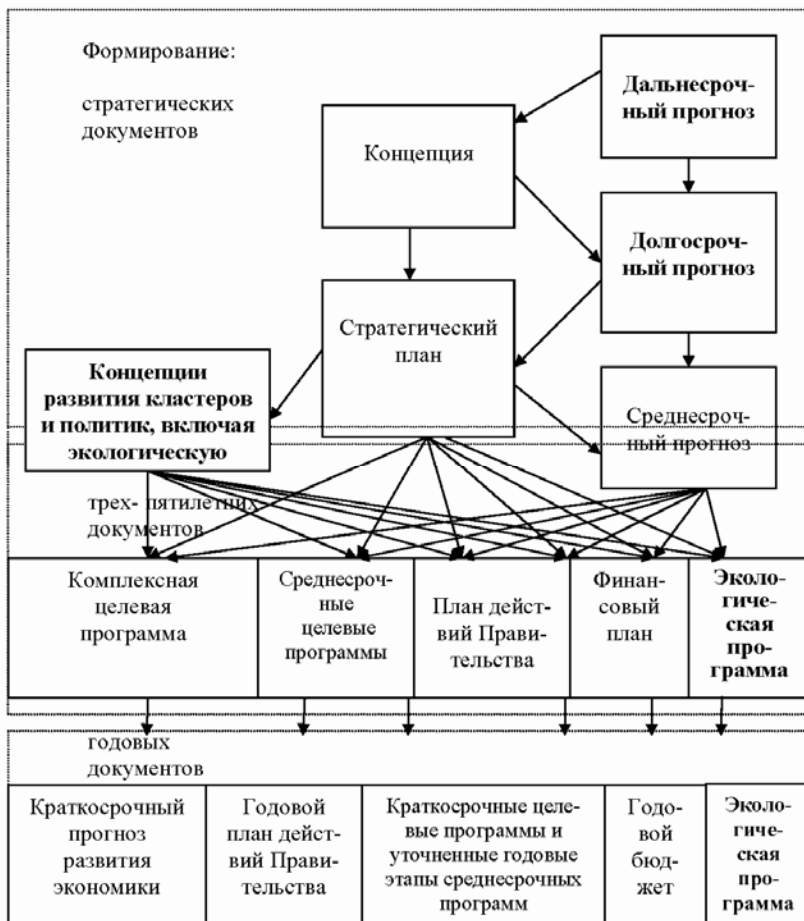 Формирование:
стратегических
документов
Дальнесроч-
ный прогноз
Концепция
Долгосроч-
ный прогноз
Стратегический
план
Концепции
развития кластеров
и политик, включая
экологическую
Среднесроч-
ный прогноз
трех- пятилетних
документов
Комплексная
целевая
программа
Среднесроч-
ные
целевые
программы
План дейст-
вий Прави-
тельства
Финан-
совый
план
Эколо-
гиче-
ская
про-
грамма
годовых
документов
Краткосрочный
прогноз
развития
экономики
Годовой
план дейст-
вий Прави-
тельства
Краткосрочные целе-
вые программы и
уточненные годовые
этапы среднесрочных
программ
Годо-
вой
бюд-
жет
Эколо-
гиче-
ская
про-
грамма